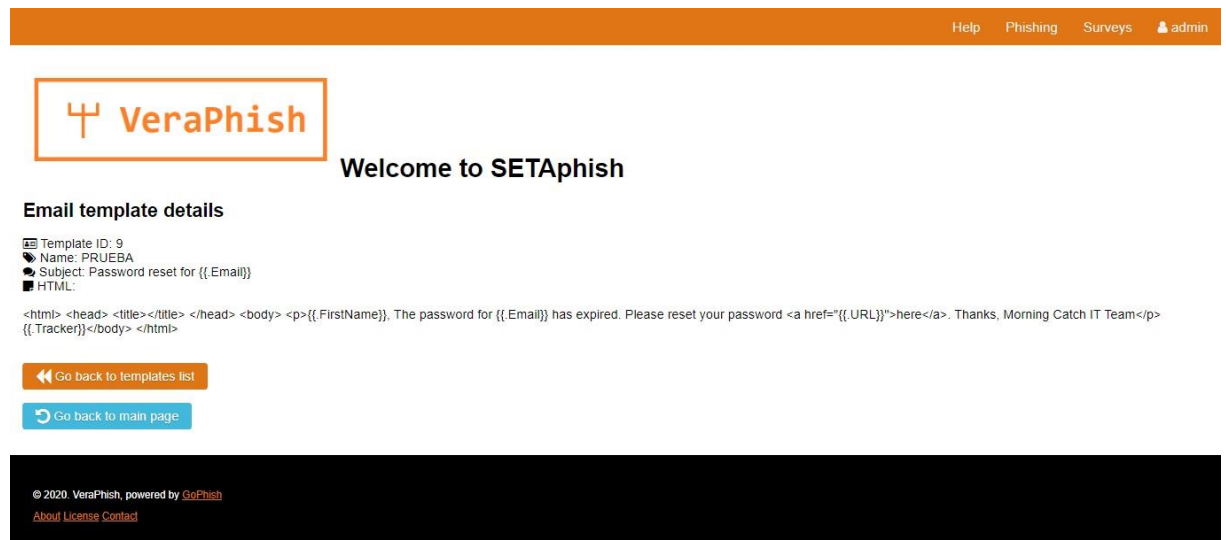 Help Phishing Surveys admin
VeraPhish
Welcome to SETAphish
Email template details
Template ID: 9
Name: PRUEBA
Subject: Password reset for {{.Email}}
HTML:
<html> <head> <title></title> </head> <body> <p>{{.FirstName}}, The password for {{.Email}} has expired. Please reset your password <a href="{{.URL}}">here</a>. Thanks, Morning Catch IT Team</p>
{{.Tracker}}</body> </html>
Go back to templates list
Go back to main page
© 2020. VeraPhish, powered by GoPhish
About License Contact